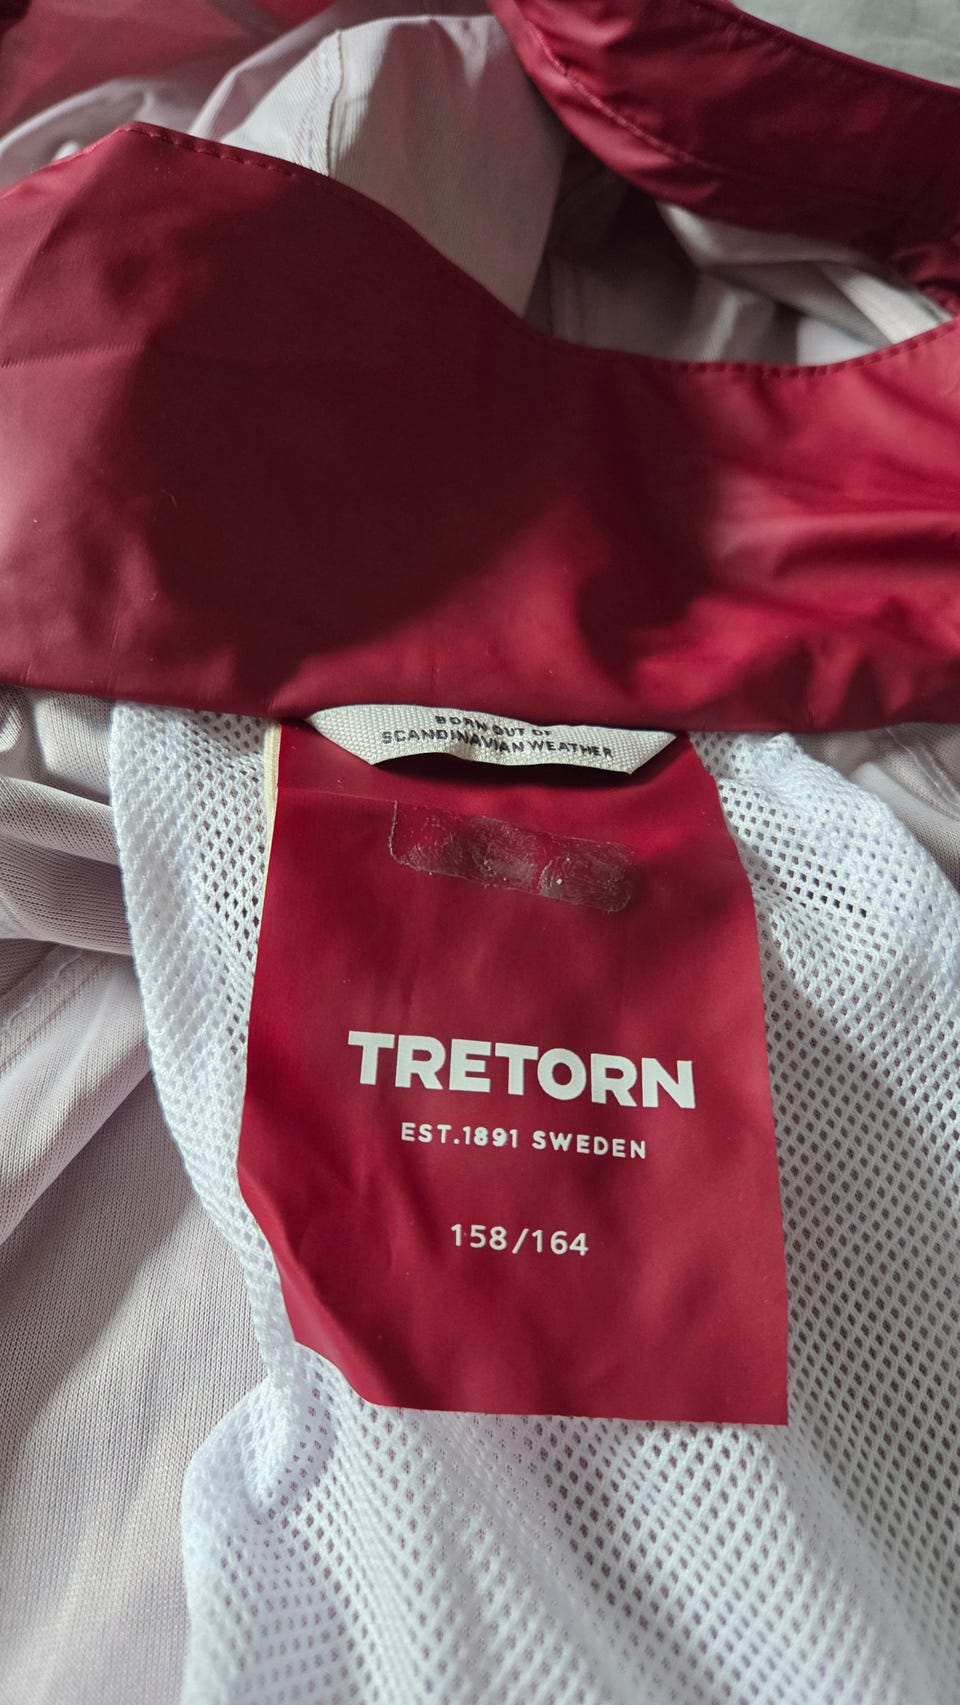 BORN OUT OF
SCANDINAVIAN WEATHER
TRETORN
EST.1891 SWEDEN
158/164